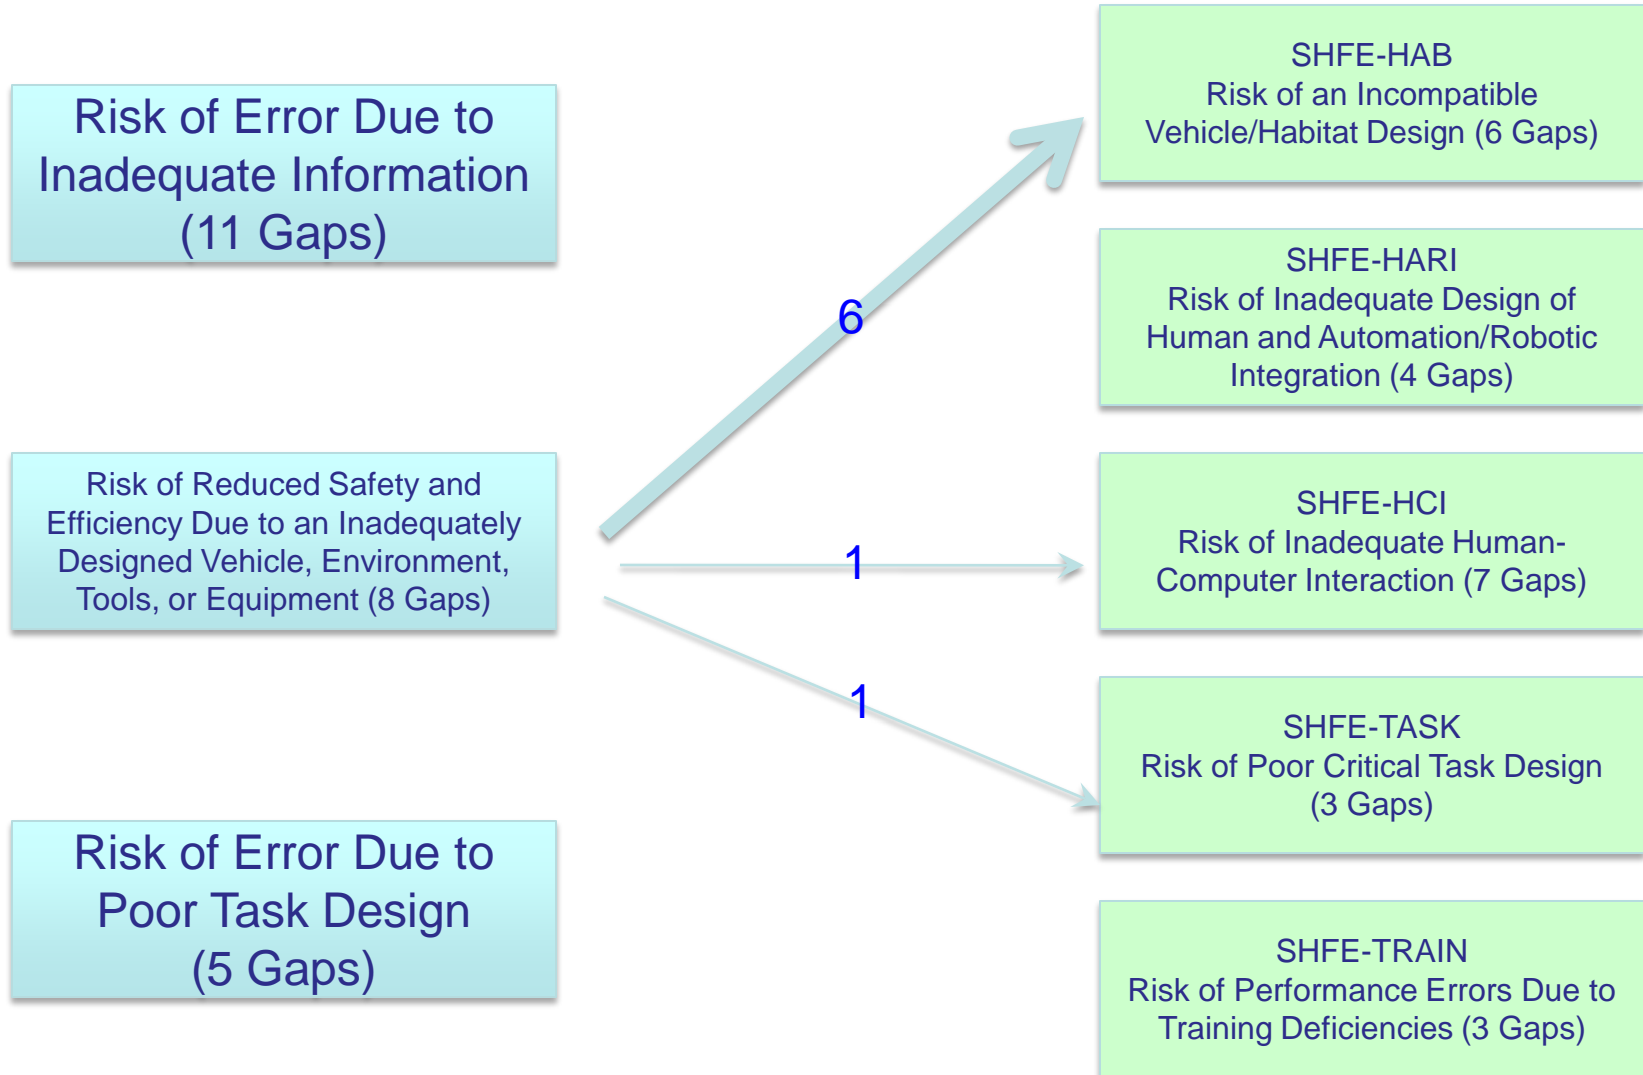 Risk of Error Due to
Inadequate Information
(11 Gaps)
Risk of Reduced Safety and
Efficiency Due to an Inadequately
Designed Vehicle, Environment,
Tools, or Equipment (8 Gaps)
Risk of Error Due to
Poor Task Design
(5 Gaps)
6
1
1
SHFE-HAB
Risk of an Incompatible
Vehicle/Habitat Design (6 Gaps)
SHFE-HARI
Risk of Inadequate Design of
Human and Automation/Robotic
Integration (4 Gaps)
SHFE-HCI
Risk of Inadequate Human-
Computer Interaction (7 Gaps)
SHFE-TASK
Risk of Poor Critical Task Design
(3 Gaps)
SHFE-TRAIN
Risk of Performance Errors Due to
Training Deficiencies (3 Gaps)